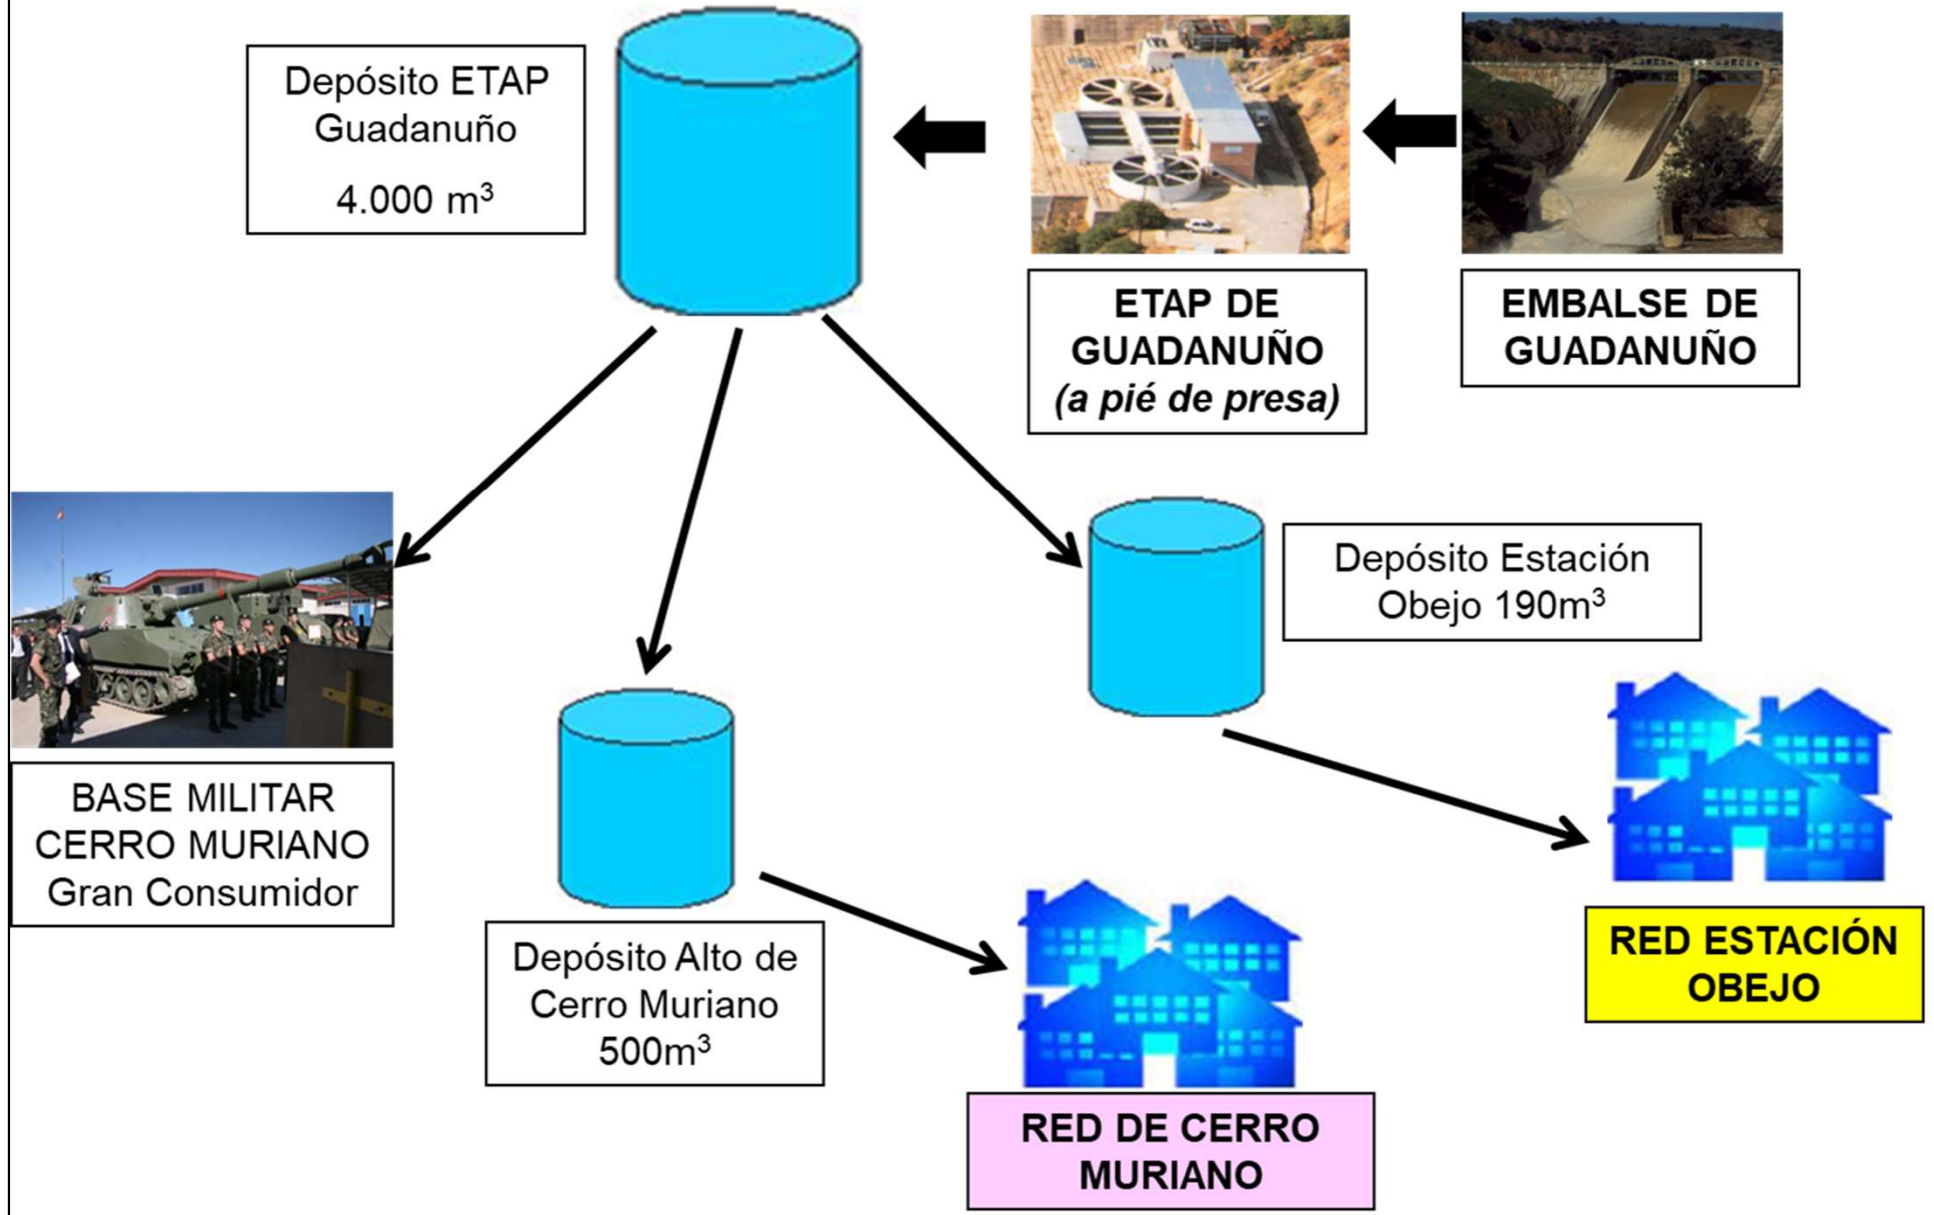 Depósito ETAP
Guadanuño
4.000 m³
ETAP DE
GUADANUÑO
(a pié de presa)
EMBALSE DE
GUADANUÑO
Depósito Estación
Obejo 190m³
BASE MILITAR
CERRO MURIANO
Gran Consumidor
Depósito Alto de
Cerro Muriano
500m³
RED ESTACIÓN
OBEJO
RED DE CERRO
MURIANO